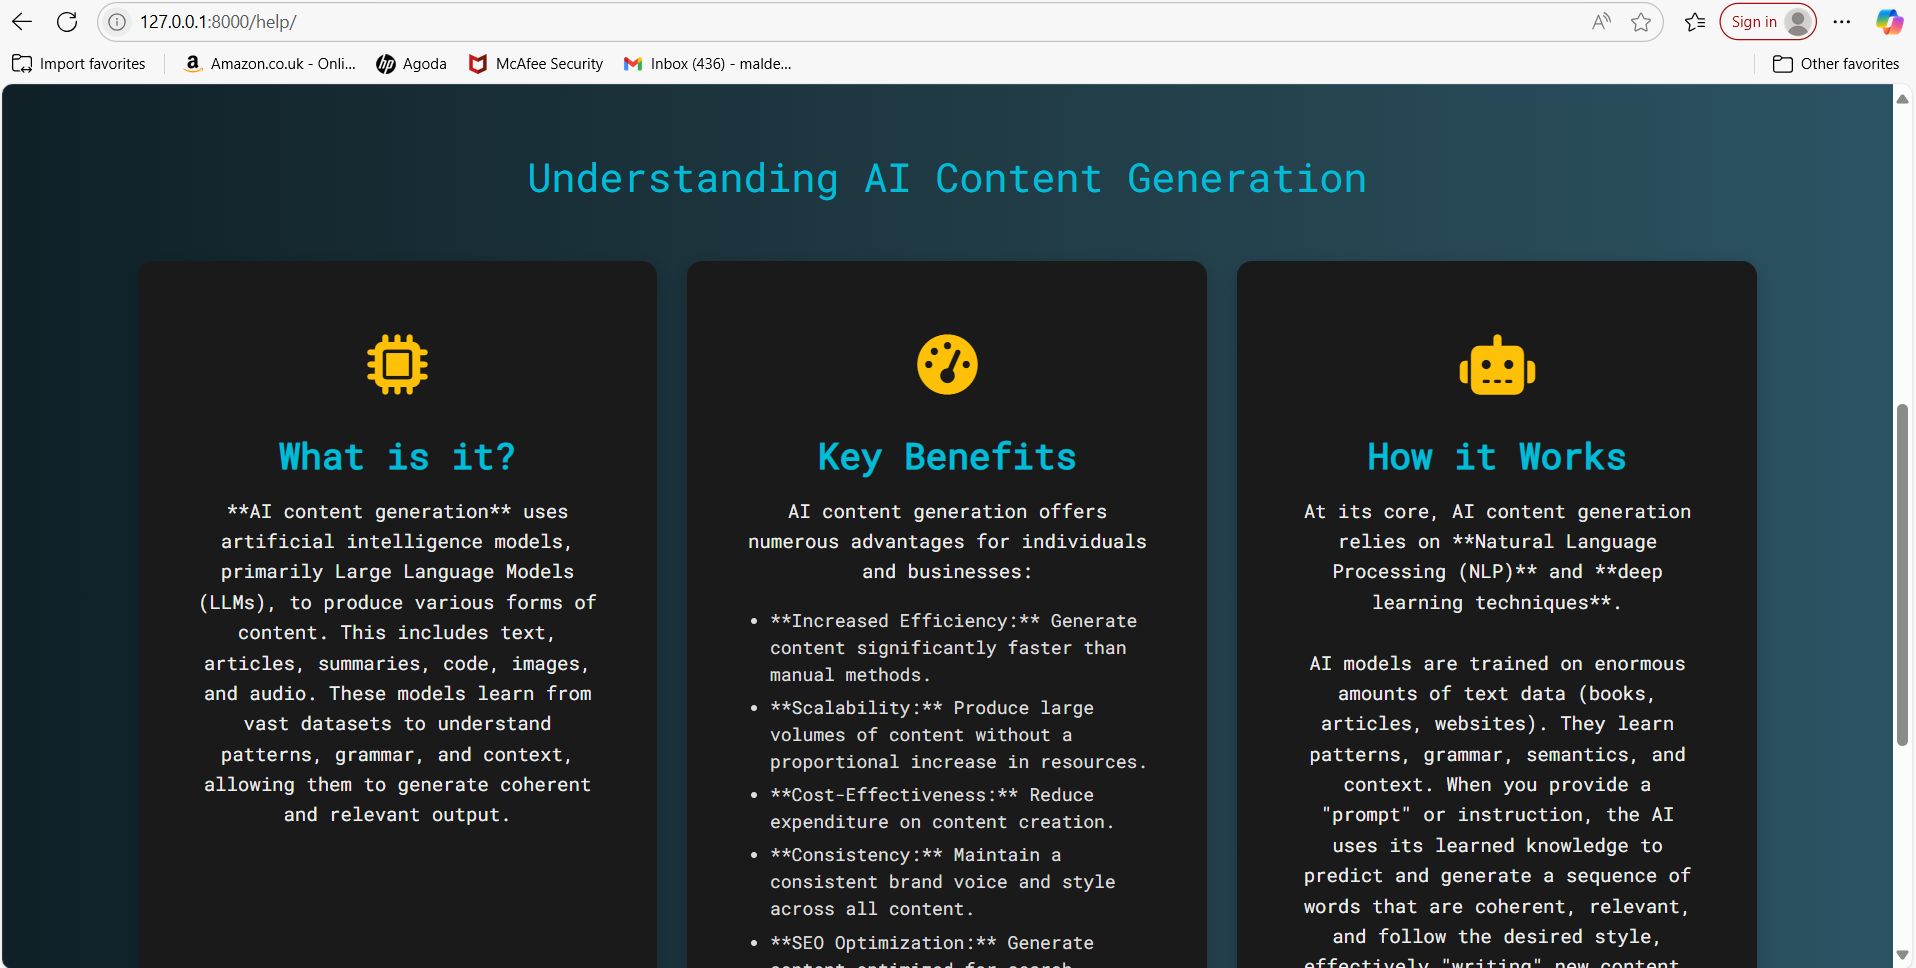 127.0.0.1:8000/help/
Sign in
Import favorites
Amazon.co.uk - Onli...
Agoda
McAfee Security
Inbox (436) - malde...
Other favorites
Understanding AI Content Generation
What is it?
**AI content generation** uses
artificial intelligence models,
primarily Large Language Models
(LLMs), to produce various forms of
content. This includes text,
articles, summaries, code, images,
and audio. These models learn from
vast datasets to understand
patterns, grammar, and context,
allowing them to generate coherent
and relevant output.
Key Benefits
AI content generation offers
numerous advantages for individuals
and businesses:
• **Increased Efficiency:** Generate
content significantly faster than
manual methods.
• **Scalability:** Produce large
volumes of content without a
proportional increase in resources.
• **Cost-Effectiveness:** Reduce
expenditure on content creation.
• **Consistency:** Maintain a
consistent brand voice and style
across all content.
• **SEO Optimization:** Generate
content optimized for search
How it Works
At its core, AI content generation
relies on **Natural Language
Processing (NLP)** and **deep
learning techniques**.
AI models are trained on enormous
amounts of text data (books,
articles, websites). They learn
patterns, grammar, semantics, and
context. When you provide a
"prompt" or instruction, the AI
uses its learned knowledge to
predict and generate a sequence of
words that are coherent, relevant,
and follow the desired style,
effectively "writing" new content